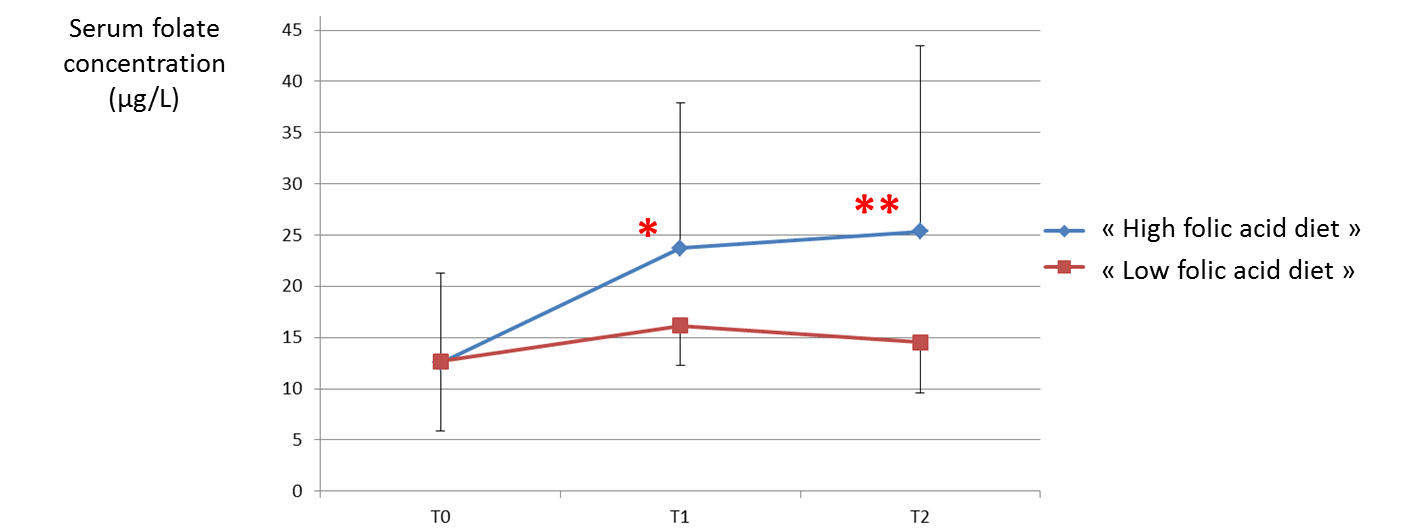 Serum folate
concentration
(µg/L)
45
40
35
30
25
20
15
10
5
0
*
**
T0
T1
T2
« High folic acid diet »
« Low folic acid diet »